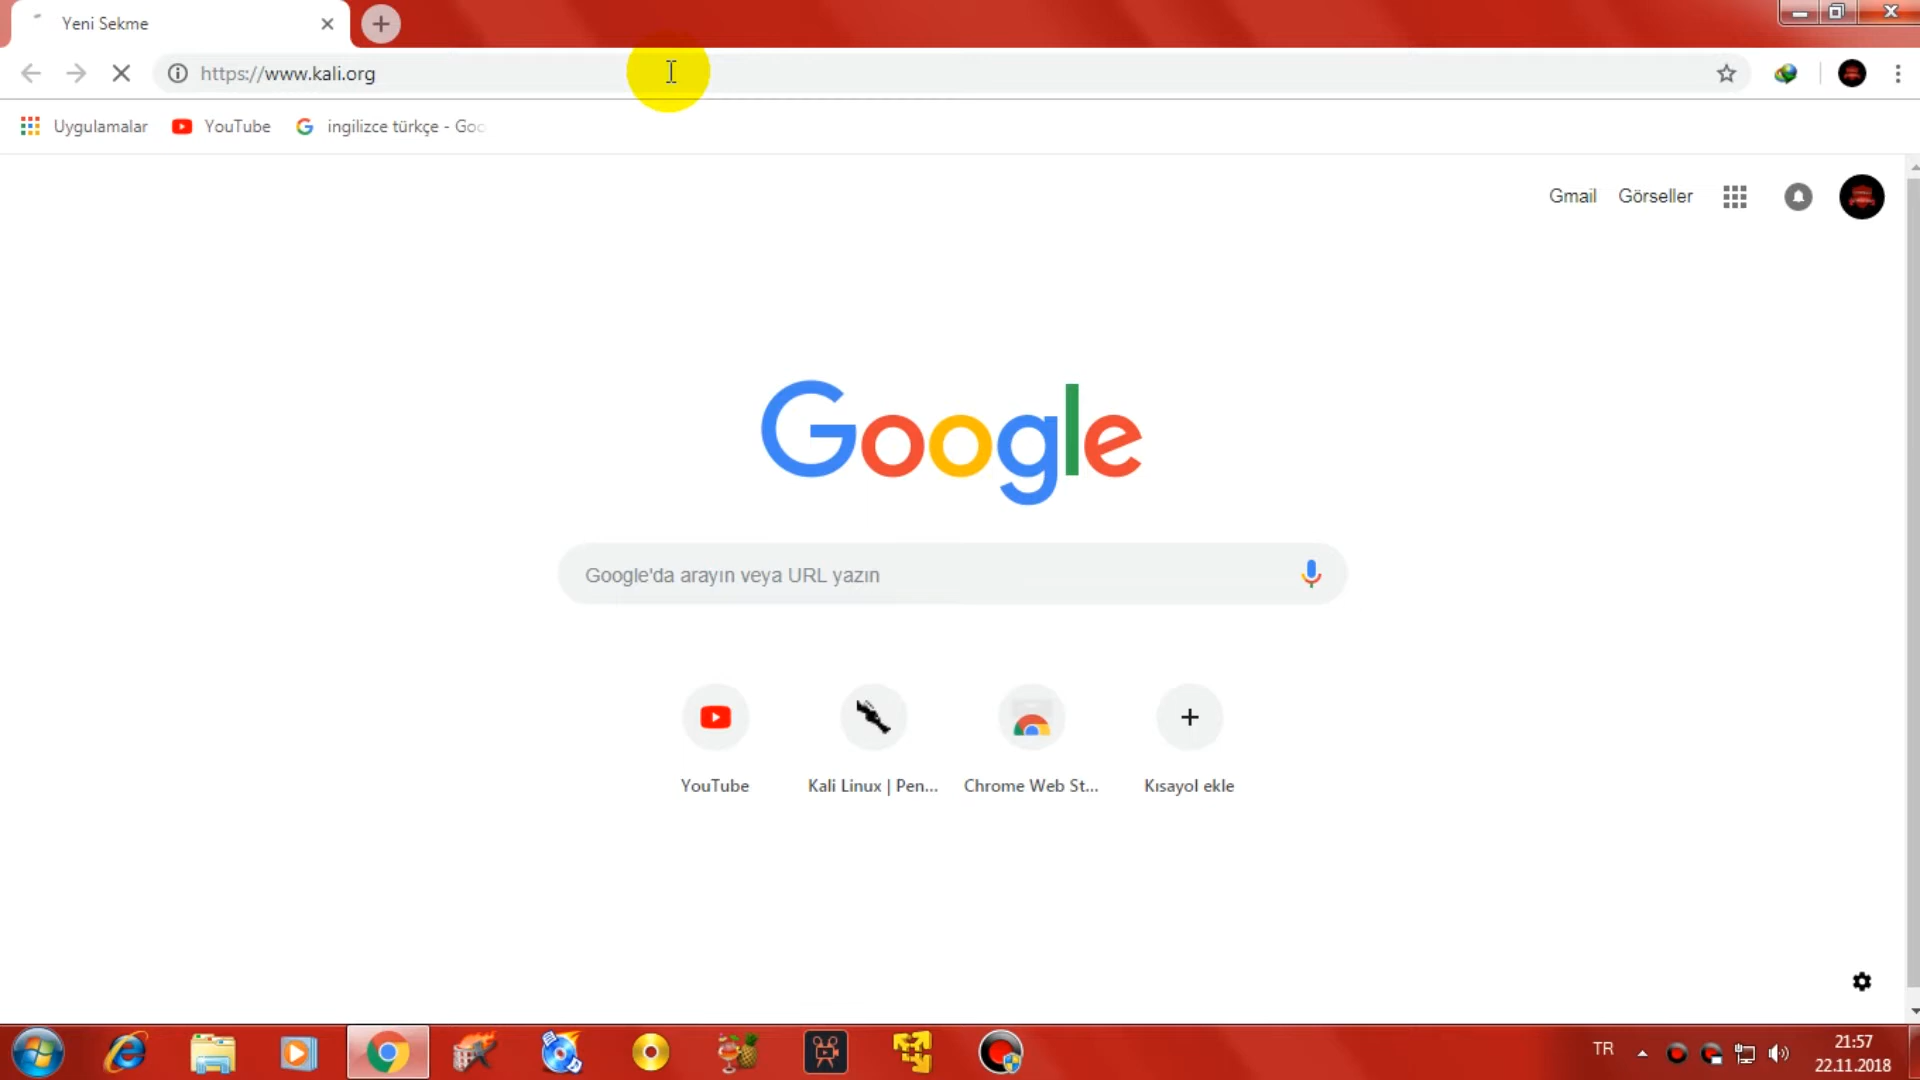 Yeni Sekme
https://www.kali.org
Uygulamalar
YouTube
ingilizce türkçe - Goo
Gmail
Görseller
Google
Google'da arayın veya URL yazın
YouTube
Kali Linux | Pen...
Chrome Web St...
Kısayol ekle
TR
21:57
22.11.2018